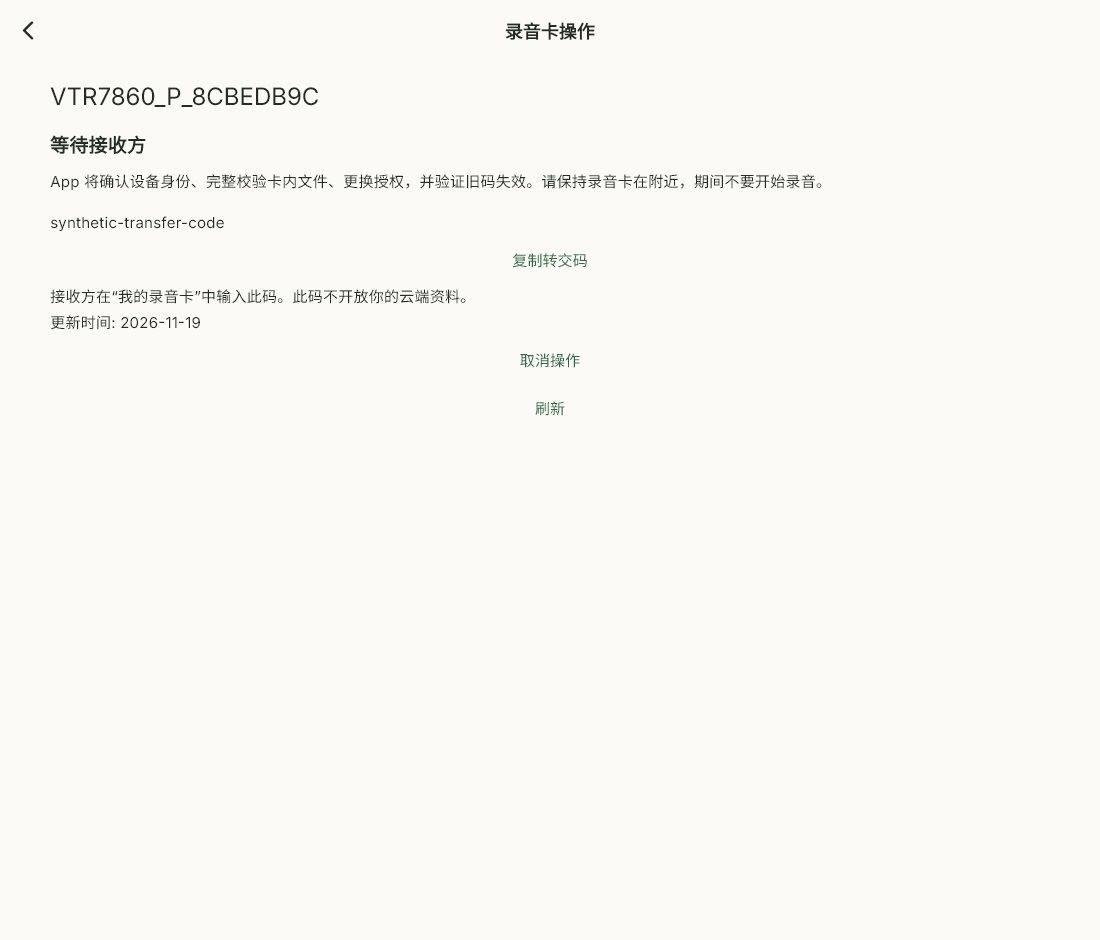 录音卡操作
VTR7860_P_8CBEDB9C
等待接收方
App 将确认设备身份、完整校验卡内文件、更换授权，并验证旧码失效。请保持录音卡在附近，期间不要开始录音。
synthetic-transfer-code
复制转交码
接收方在“我的录音卡”中输入此码。此码不开放你的云端资料。
更新时间: 2026-11-19
取消操作
刷新